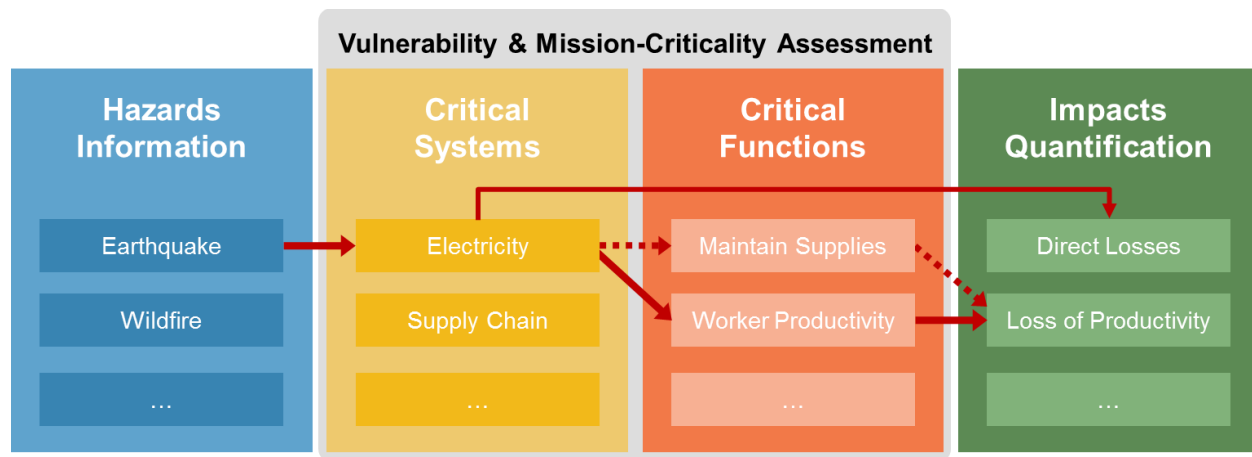 Vulnerability & Mission-Criticality Assessment
Hazards
Information
Earthquake
Wildfire
...
Critical
Systems
Electricity
Supply Chain
...
Critical
Functions
Maintain Supplies
Worker Productivity
...
Impacts
Quantification
Direct Losses
Loss of Productivity
...